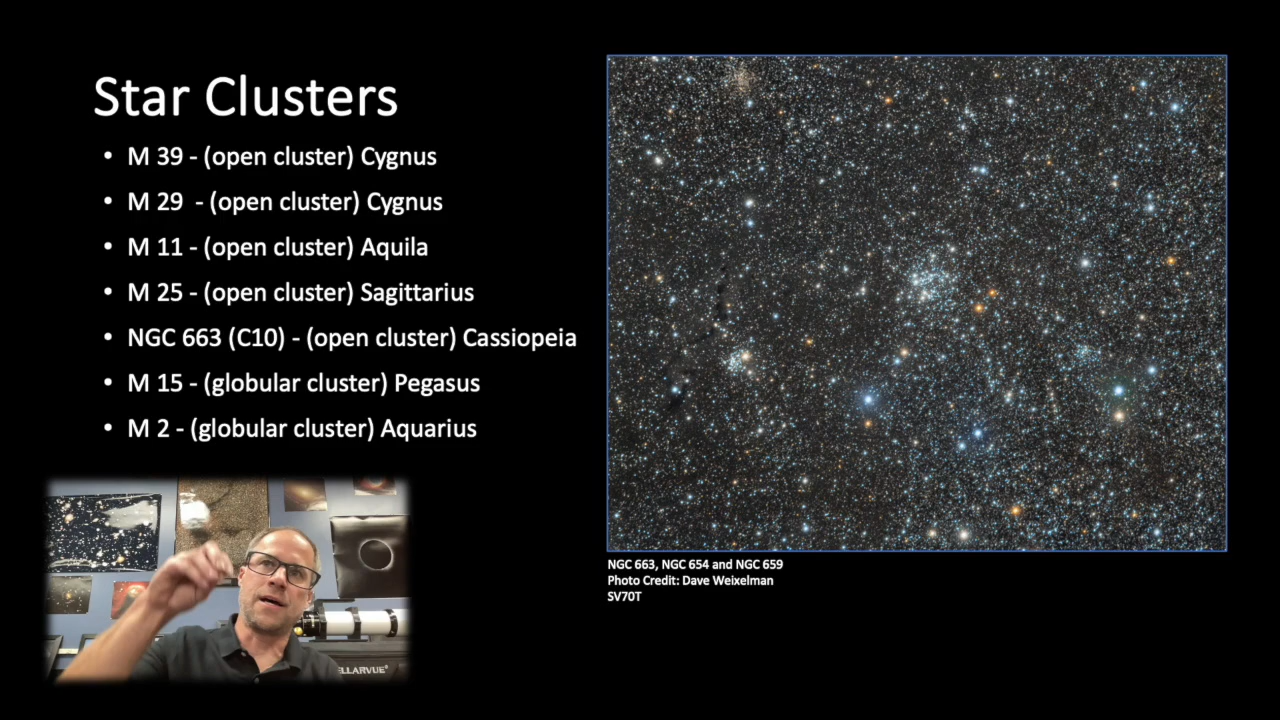 Star Clusters
• M 39 - (open cluster) Cygnus
• M 29 - (open cluster) Cygnus
• M 11 - (open cluster) Aquila
• M 25 - (open cluster) Sagittarius
• NGC 663 (C10) - (open cluster) Cassiopeia
• M 15 - (globular cluster) Pegasus
• M 2 - (globular cluster) Aquarius
NGC 663, NGC 654 and NGC 659
Photo Credit: Dave Weixelman
SV70T
ELLARVUE®